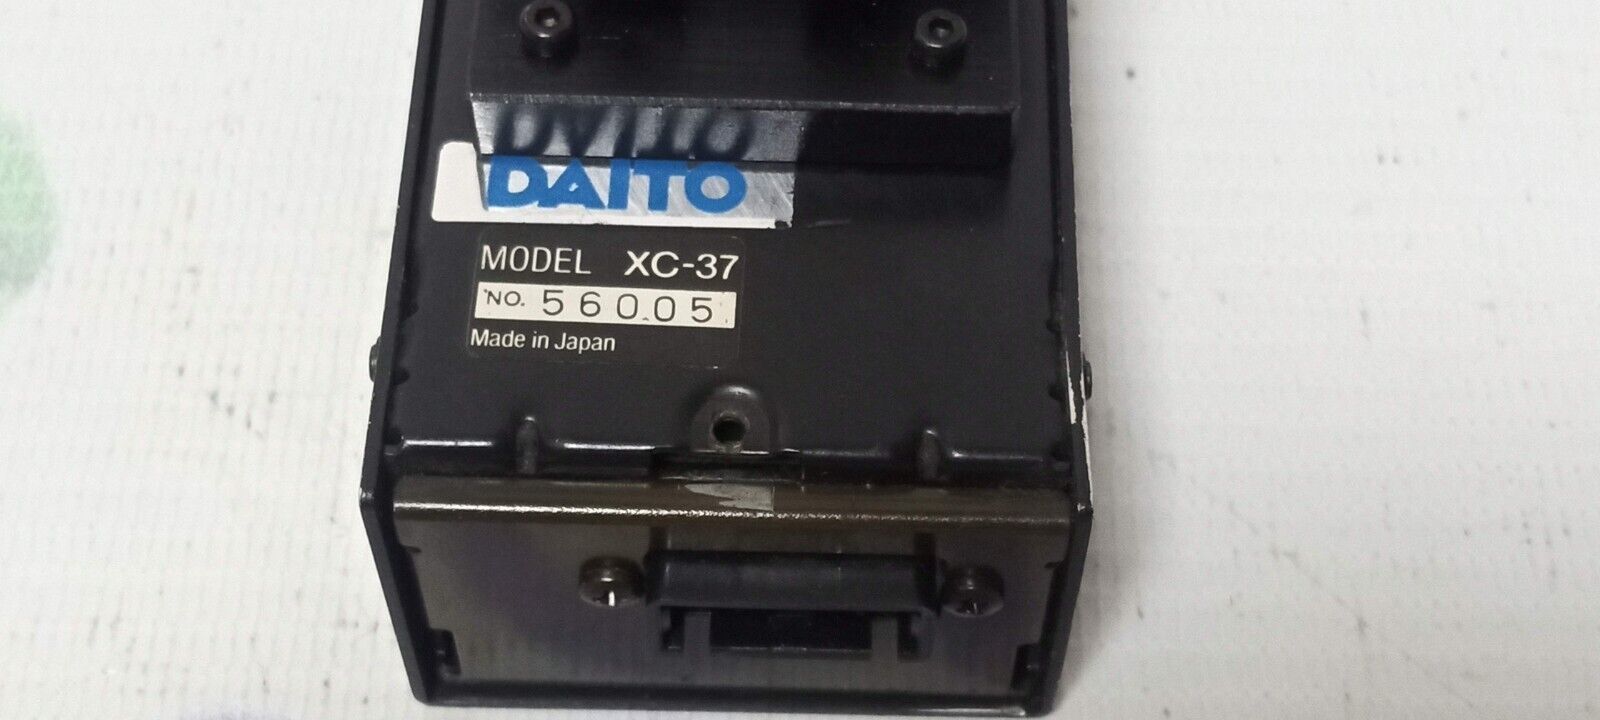 DAITO
MODEL XC-37
NO. 56005
Made in Japan